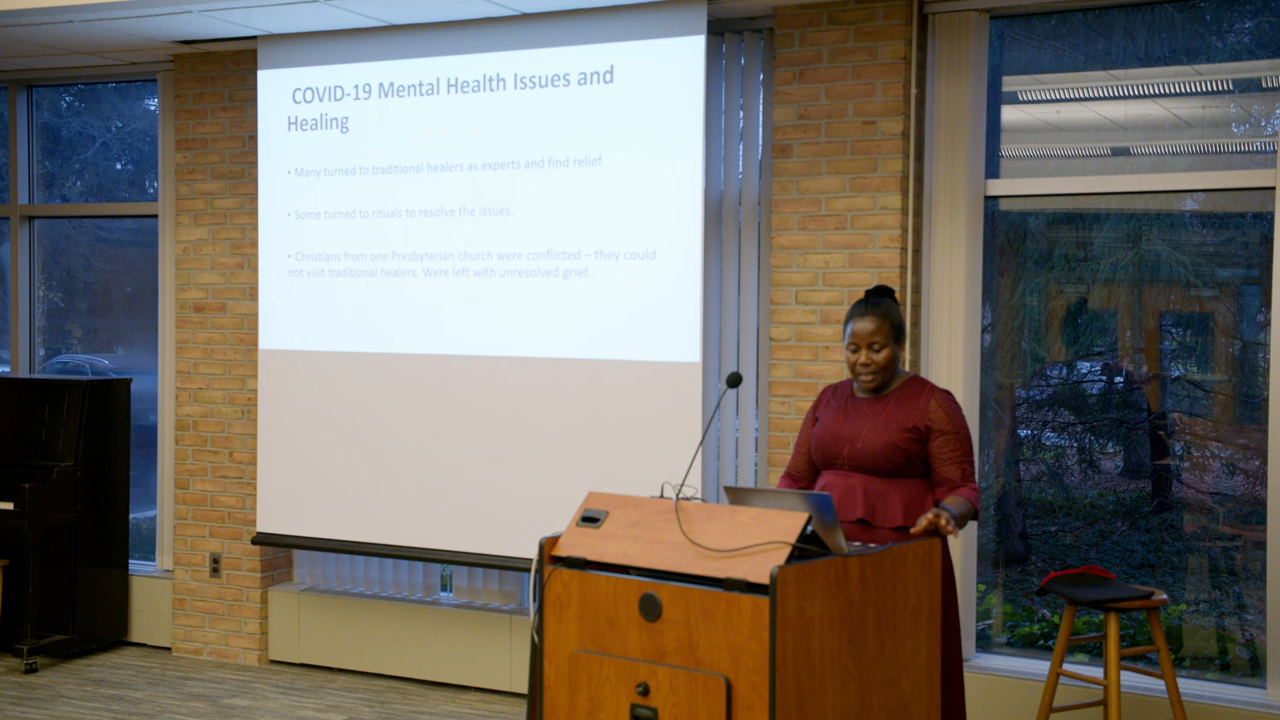 COVID-19 Mental Health Issues and
Healing
• Many turned to traditional healers as experts and find relief.
• Some turned to rituals to resolve the issues.
• Christians from one Presbyterian church were conflicted – they could
not visit traditional healers. Were left with unresolved grief.